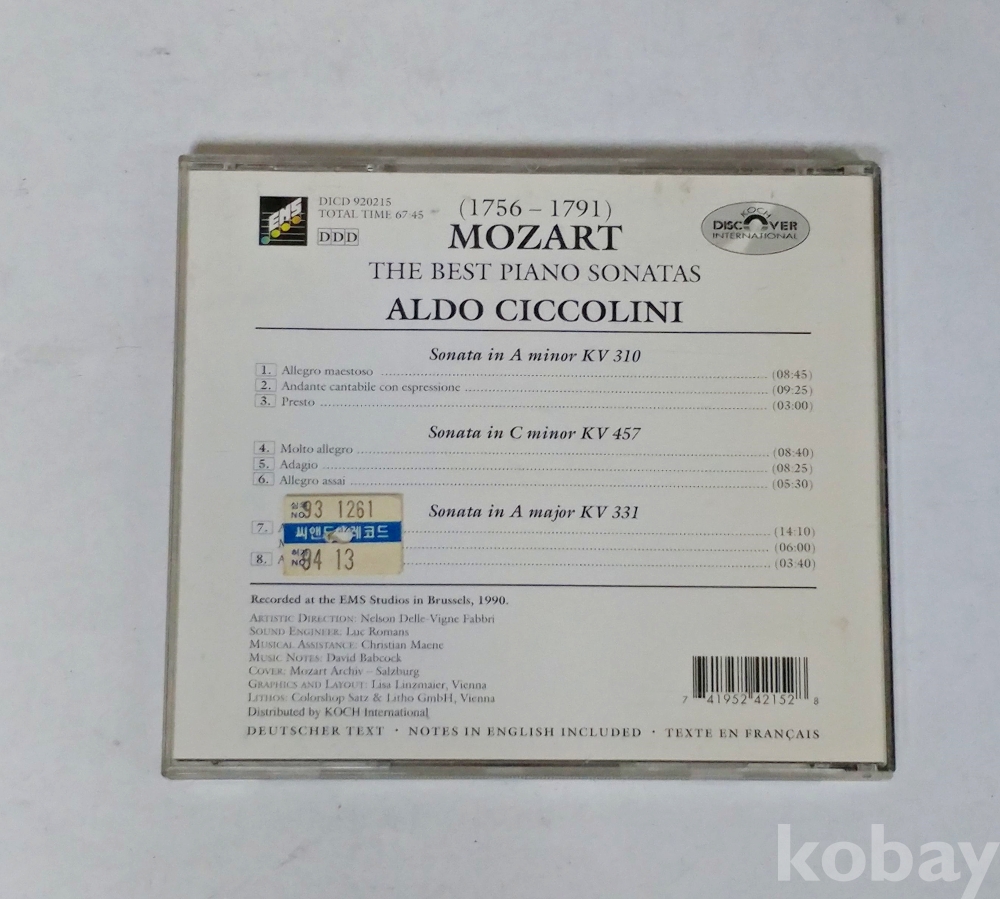 EMS
DICD 920215
TOTAL TIME 67:45
DDD
(1756 – 1791)
MOZART
THE BEST PIANO SONATAS
ALDO CICCOLINI
KOCH
DISCOVER
INTERNATIONAL
Sonata in A minor KV 310
1. Allegro maestoso (08:45)
2. Andante cantabile con espressione (09:25)
3. Presto (03:00)
Sonata in C minor KV 457
4. Molto allegro (08:40)
5. Adagio (08:25)
6. Allegro assai (05:30)
Sonata in A major KV 331
7. A (14:10)
(06:00)
8. A (03:40)
NO 93 1261
씨앤드 레코드
NO 94 13
Recorded at the EMS Studios in Brussels, 1990.
ARTISTIC DIRECTION: Nelson Delle-Vigne Fabbri
SOUND ENGINEER: Luc Romans
MUSICAL ASSISTANCE: Christian Maene
MUSIC NOTES: David Babcock
COVER: Mozart Archiv – Salzburg
GRAPHICS AND LAYOUT: Lisa Linzmaier, Vienna
LITHOS: Colorshop Satz & Litho GmbH, Vienna
Distributed by KOCH International
7 41952 42152 8
DEUTSCHER TEXT · NOTES IN ENGLISH INCLUDED · TEXTE EN FRANÇAIS
kobay